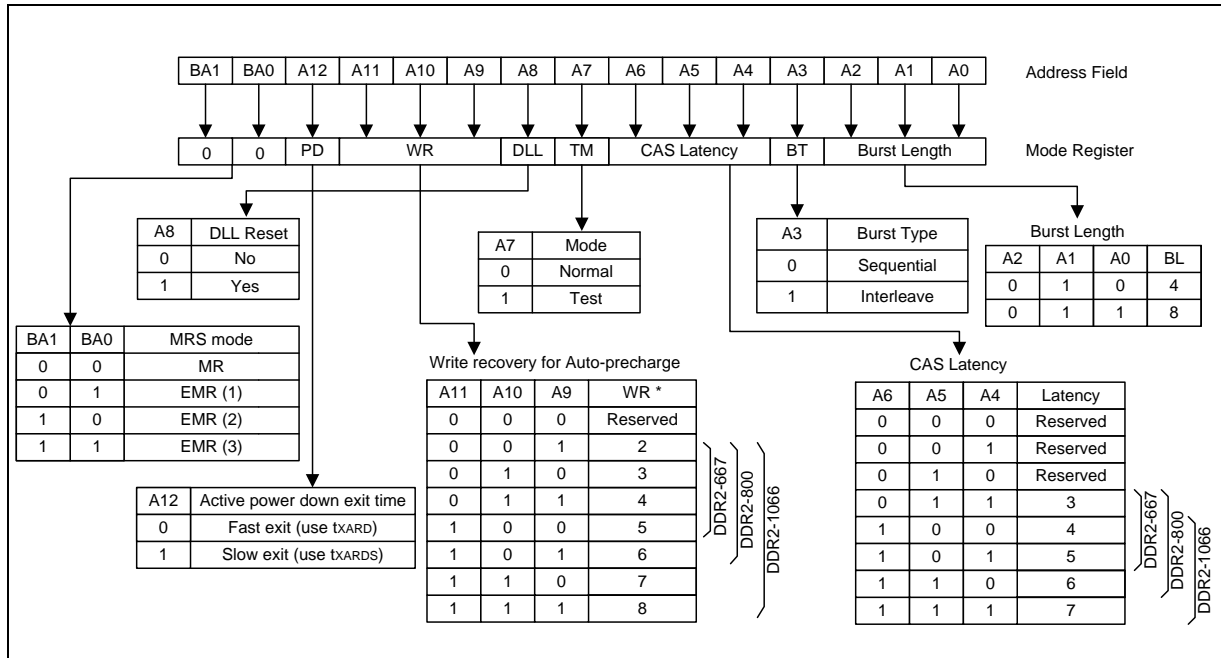 BA1 BA0 A12 A11 A10 A9 A8 A7 A6 A5 A4 A3 A2 A1 A0 Address Field
0 0 PD WR DLL TM CAS Latency BT Burst Length Mode Register
A8 DLL Reset
0 No
1 Yes
A7 Mode
0 Normal
1 Test
A3 Burst Type
0 Sequential
1 Interleave
Burst Length
A2 A1 A0 BL
0 1 0 4
0 1 1 8
BA1 BA0 MRS mode
0 0 MR
0 1 EMR (1)
1 0 EMR (2)
1 1 EMR (3)
A12 Active power down exit time
0 Fast exit (use tXARD)
1 Slow exit (use tXARDS)
Write recovery for Auto-precharge
A11 A10 A9 WR *
0 0 0 Reserved
0 0 1 2
0 1 0 3
0 1 1 4
1 0 0 5
1 0 1 6
1 1 0 7
1 1 1 8
DDR2-667
DDR2-800
DDR2-1066
CAS Latency
A6 A5 A4 Latency
0 0 0 Reserved
0 0 1 Reserved
0 1 0 Reserved
0 1 1 3
1 0 0 4
1 0 1 5
1 1 0 6
1 1 1 7
DDR2-667
DDR2-800
DDR2-1066